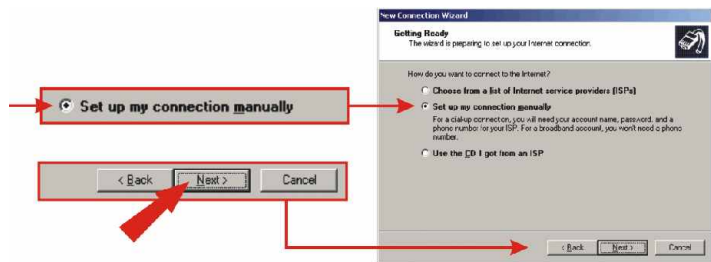 Set up my connection manually
< Back Next > Cancel
New Connection Wizard
Getting Ready
The wizard is preparing to set up your Internet connection.
How do you want to connect to the Internet?
Choose from a list of Internet service providers (ISPs)
Set up my connection manually
For a dial-up connection, you will need your account name, password, and a
phone number for your ISP. For a broadband account, you won't need a phone
number.
Use the CD I got from an ISP
< Back Next > Cancel